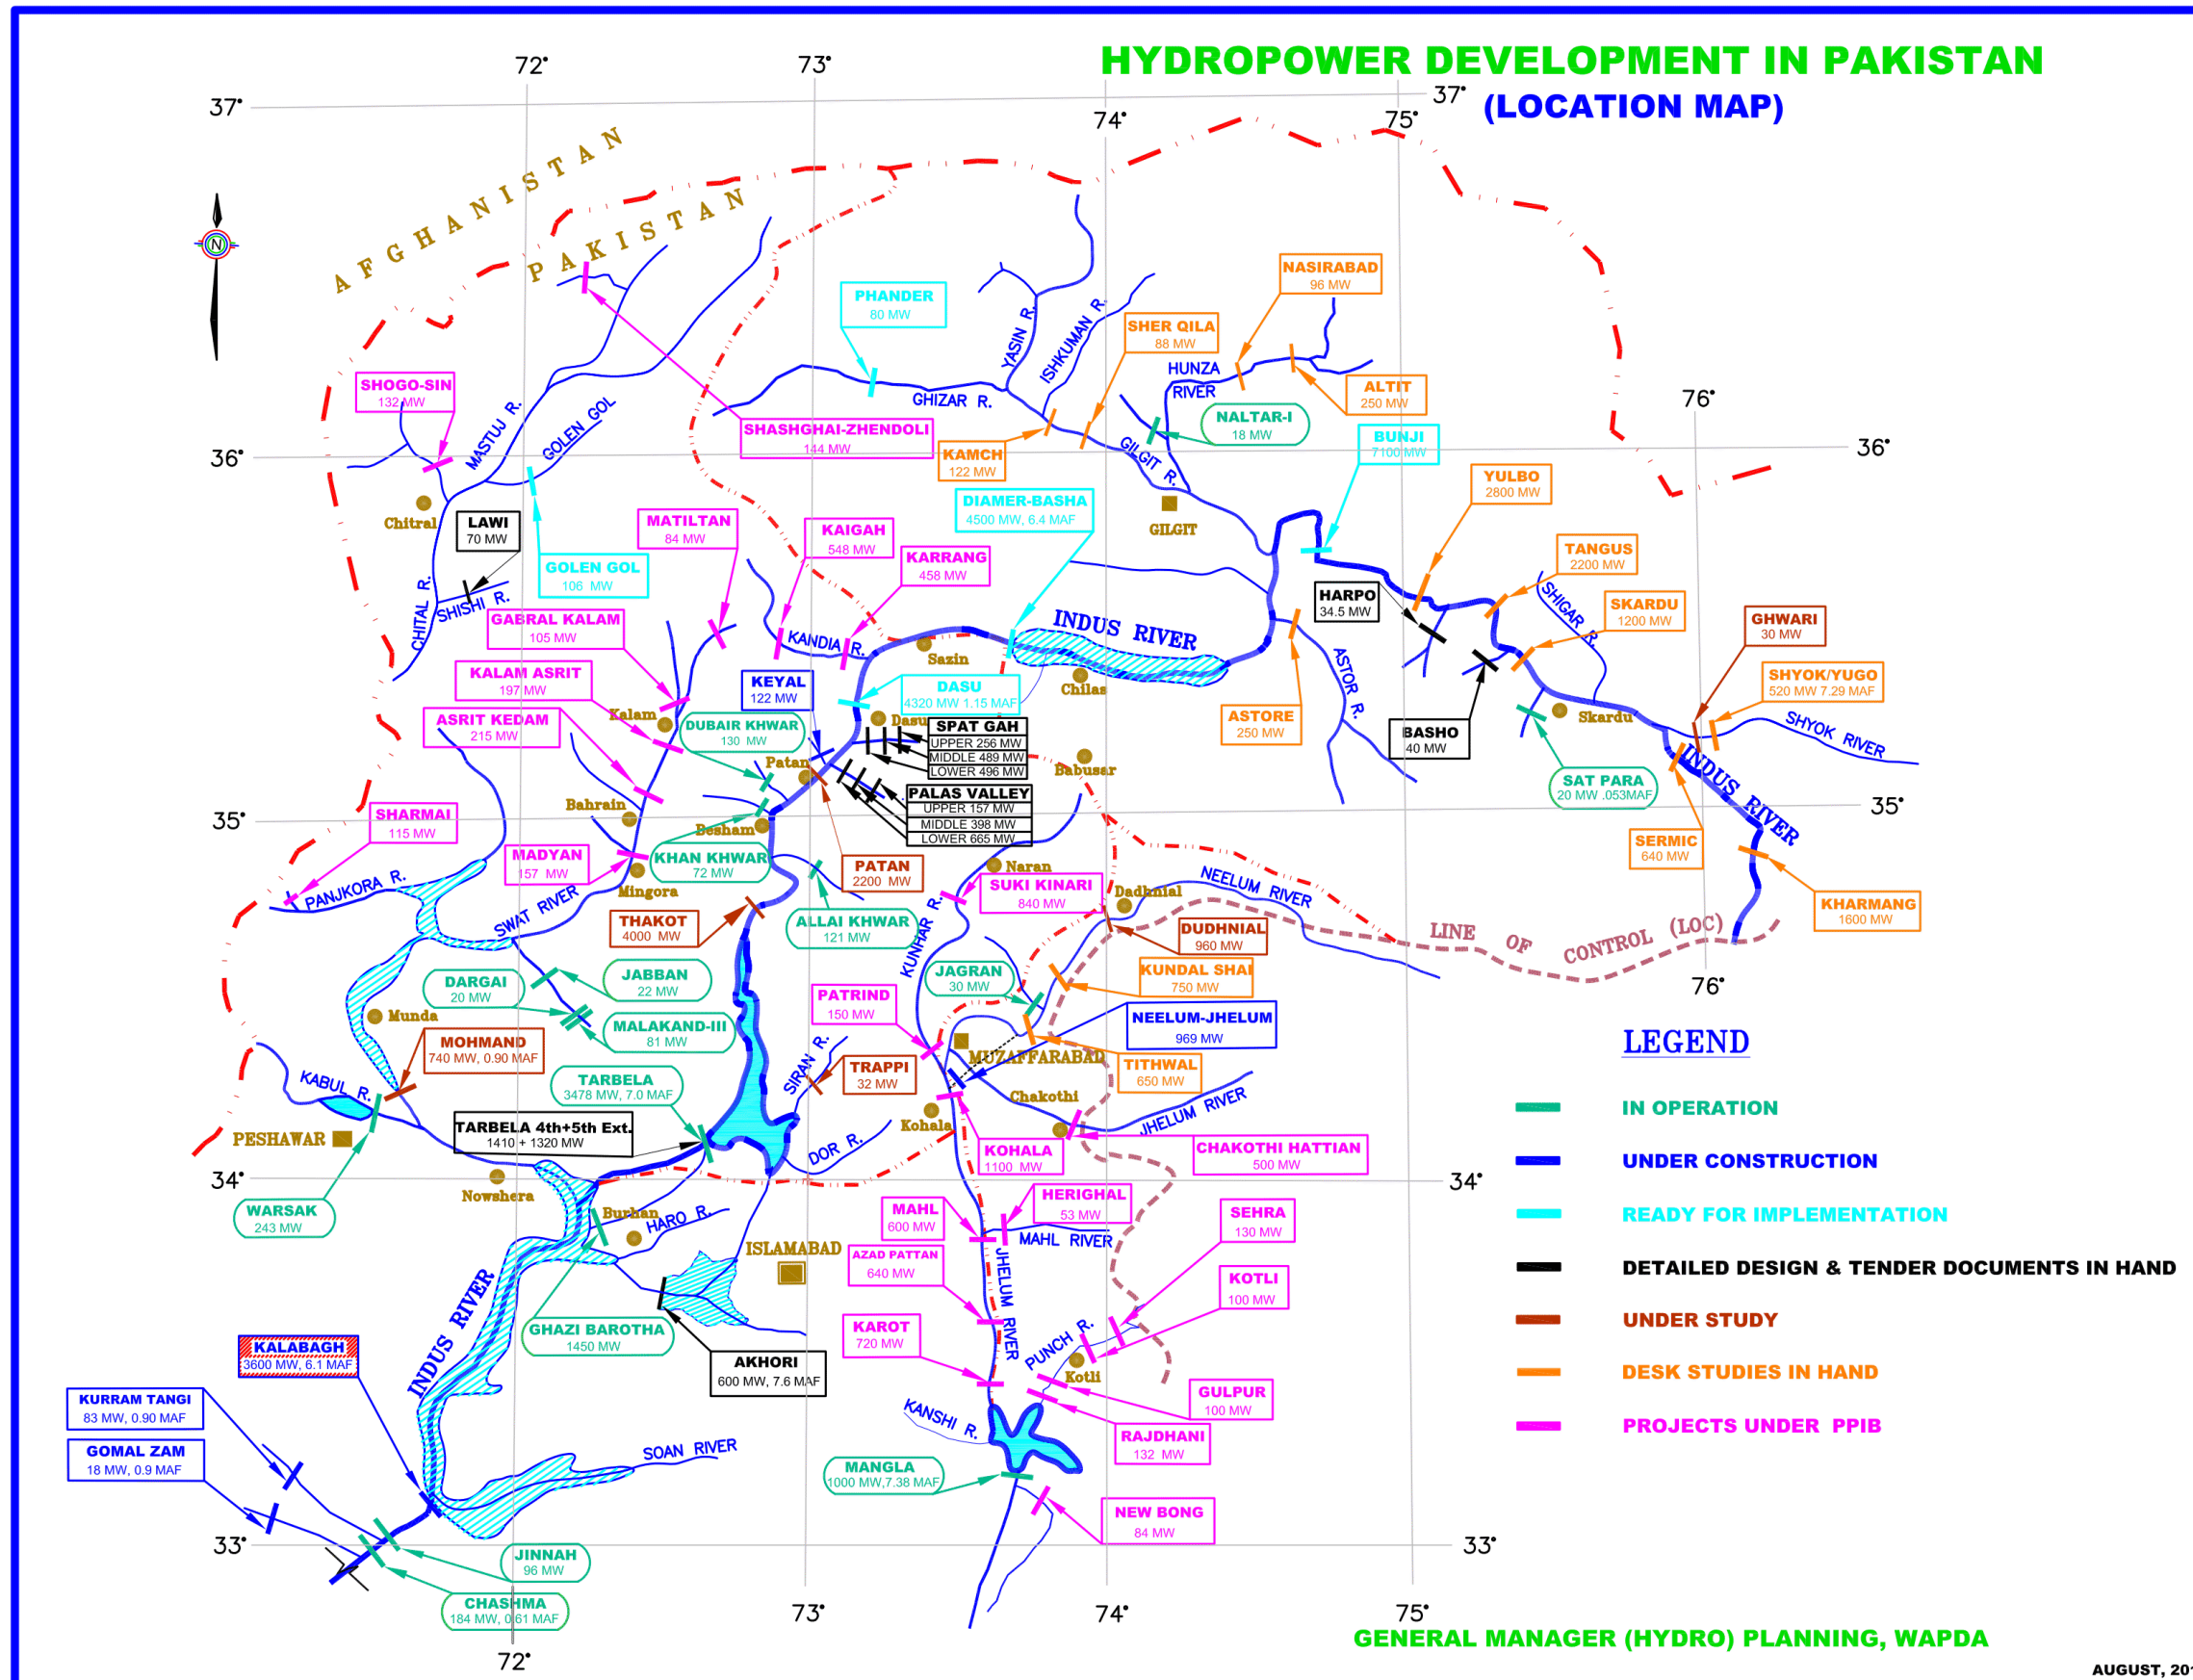 HYDROPOWER DEVELOPMENT IN PAKISTAN
(LOCATION MAP)
72°
73°
74°
75°
37°
37°
AFGHANISTAN
PAKISTAN
N
NASIRABAD
96 MW
PHANDER
80 MW
YASIN R.
ISHKUMAN R.
SHER QILA
88 MW
HUNZA
RIVER
ALTIT
250 MW
SHOGO-SIN
132 MW
GHIZAR R.
MASTUJ R.
GOLEN GOL
SHASHGHAI-ZHENDOLI
144 MW
NALTAR-I
18 MW
KAMCH
122 MW
GILGIT R.
BUNJI
7100 MW
76°
36°
36°
YULBO
2800 MW
Chitral
LAWI
70 MW
MATILTAN
84 MW
KAIGAH
548 MW
DIAMER-BASHA
4500 MW, 6.4 MAF
GILGIT
KARRANG
458 MW
TANGUS
2200 MW
GOLEN GOL
106 MW
CHITAL R.
SHISHI R.
GABRAL KALAM
105 MW
KANDIA R.
INDUS RIVER
HARPO
34.5 MW
SHIGAR R.
SKARDU
1200 MW
GHWARI
30 MW
Sazin
KALAM ASRIT
197 MW
KEYAL
122 MW
DASU
4320 MW 1.15 MAF
Chilas
ASTOR R.
SHYOK/YUGO
520 MW 7.29 MAF
ASRIT KEDAM
215 MW
Kalam
DUBAIR KHWAR
130 MW
Dasu
SPAT GAH
UPPER 256 MW
MIDDLE 489 MW
LOWER 496 MW
ASTORE
250 MW
BASHO
40 MW
Skardu
SHYOK RIVER
Patan
Babusar
INDUS RIVER
SAT PARA
20 MW .053MAF
PALAS VALLEY
UPPER 157 MW
MIDDLE 398 MW
LOWER 665 MW
SHARMAI
115 MW
Bahrain
35°
35°
Besham
SERMIC
640 MW
MADYAN
157 MW
KHAN KHWAR
72 MW
PATAN
2200 MW
Naran
Mingora
PANJKORA R.
SUKI KINARI
840 MW
Dadhnial
NEELUM RIVER
KHARMANG
1600 MW
SWAT RIVER
THAKOT
4000 MW
ALLAI KHWAR
121 MW
KUNHAR R.
DUDHNIAL
960 MW
LINE OF CONTROL (LOC)
DARGAI
20 MW
JABBAN
22 MW
JAGRAN
30 MW
KUNDAL SHAI
750 MW
76°
PATRIND
150 MW
Munda
MALAKAND-III
81 MW
NEELUM-JHELUM
969 MW
MOHMAND
740 MW, 0.90 MAF
MUZAFFARABAD
KABUL R.
TARBELA
3478 MW, 7.0 MAF
SIRAN R.
TRAPPI
32 MW
TITHWAL
650 MW
Chakothi
JHELUM RIVER
PESHAWAR
TARBELA 4th+5th Ext.
1410 + 1320 MW
Kohala
DOR R.
KOHALA
1100 MW
CHAKOTHI HATTIAN
500 MW
34°
34°
Nowshera
WARSAK
243 MW
Burhan
HARO R.
MAHL
600 MW
HERIGHAL
53 MW
SEHRA
130 MW
MAHL RIVER
ISLAMABAD
AZAD PATTAN
640 MW
JHELUM RIVER
KOTLI
100 MW
INDUS RIVER
GHAZI BAROTHA
1450 MW
KAROT
720 MW
PUNCH R.
KALABAGH
3600 MW, 6.1 MAF
AKHORI
600 MW, 7.6 MAF
Kotli
KURRAM TANGI
83 MW, 0.90 MAF
GULPUR
100 MW
KANSHI R.
RAJDHANI
132 MW
GOMAL ZAM
18 MW, 0.9 MAF
SOAN RIVER
MANGLA
1000 MW,7.38 MAF
NEW BONG
84 MW
33°
33°
JINNAH
96 MW
CHASHMA
184 MW, 0.61 MAF
72°
73°
74°
75°
LEGEND
IN OPERATION
UNDER CONSTRUCTION
READY FOR IMPLEMENTATION
DETAILED DESIGN & TENDER DOCUMENTS IN HAND
UNDER STUDY
DESK STUDIES IN HAND
PROJECTS UNDER PPIB
GENERAL MANAGER (HYDRO) PLANNING, WAPDA
AUGUST,